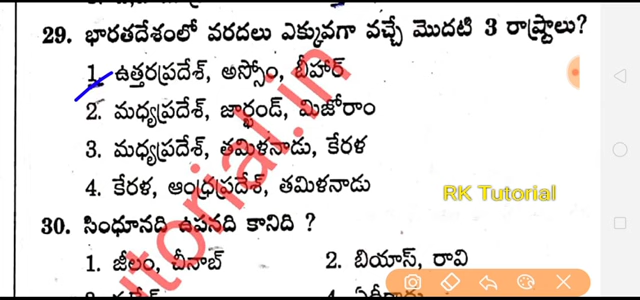 29. భారతదేశంలో వరదలు ఎక్కువగా వచ్చే మొదటి 3 రాష్ట్రాలు?
1. ఉత్తరప్రదేశ్, అస్సోం, బీహార్
2. మధ్యప్రదేశ్, జార్ఖండ్, మిజోరాం
3. మధ్యప్రదేశ్, తమిళనాడు, కేరళ
4. కేరళ, ఆంధ్రప్రదేశ్, తమిళనాడు
RK Tutorial
30. సింధూనది ఉపనది కానిది ?
1. జీలం, చీనాబ్ 2. బియాస్, రావి